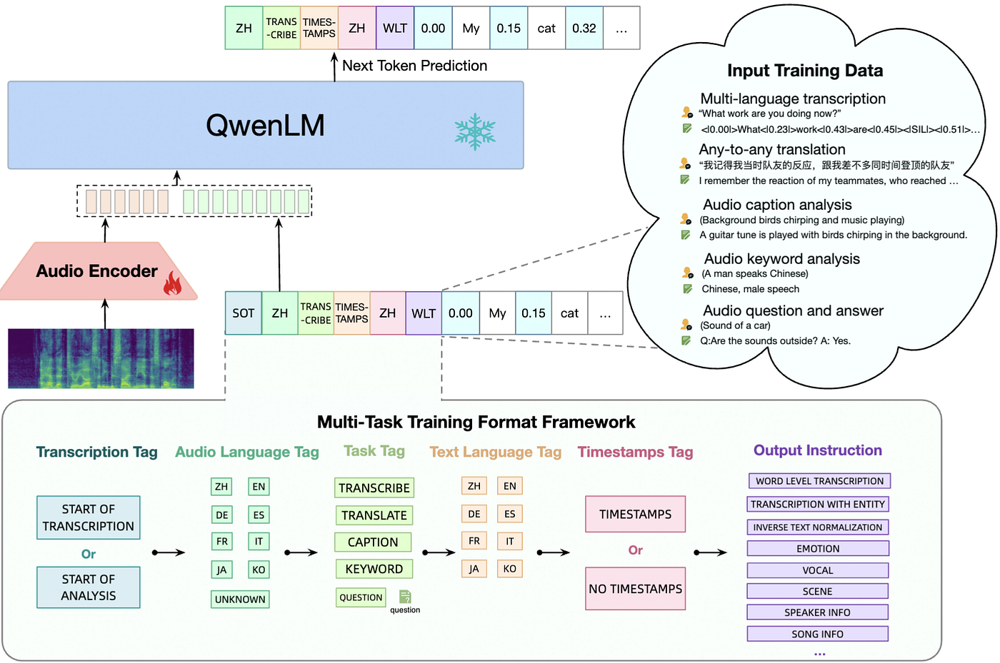 ZH TRANS-CRIBE TIMES-TAMPS ZH WLT 0.00 My 0.15 cat 0.32 ...
Next Token Prediction
QwenLM
Audio Encoder
SOT ZH TRANS-CRIBE TIMES-TAMPS ZH WLT 0.00 My 0.15 cat ...
Input Training Data
Multi-language transcription
“What work are you doing now?”
<|0.00|>What<|0.23|>work<|0.43|>are<|0.45|><|SIL|><|0.51|>...
Any-to-any translation
“我记得我当时队友的反应，跟我差不多同时间登顶的队友”
I remember the reaction of my teammates, who reached ...
Audio caption analysis
(Background birds chirping and music playing)
A guitar tune is played with birds chirping in the background.
Audio keyword analysis
(A man speaks Chinese)
Chinese, male speech
Audio question and answer
(Sound of a car)
Q:Are the sounds outside? A: Yes.
Multi-Task Training Format Framework
Transcription Tag
START OF
TRANSCRIPTION
Or
START OF
ANALYSIS
Audio Language Tag
ZH EN
DE ES
FR IT
JA KO
UNKNOWN
Task Tag
TRANSCRIBE
TRANSLATE
CAPTION
KEYWORD
QUESTION
question
Text Language Tag
ZH EN
DE ES
FR IT
JA KO
Timestamps Tag
TIMESTAMPS
Or
NO TIMESTAMPS
Output Instruction
WORD LEVEL TRANSCRIPTION
TRANSCRIPTION WITH ENTITY
INVERSE TEXT NORMALIZATION
EMOTION
VOCAL
SCENE
SPEAKER INFO
SONG INFO
...